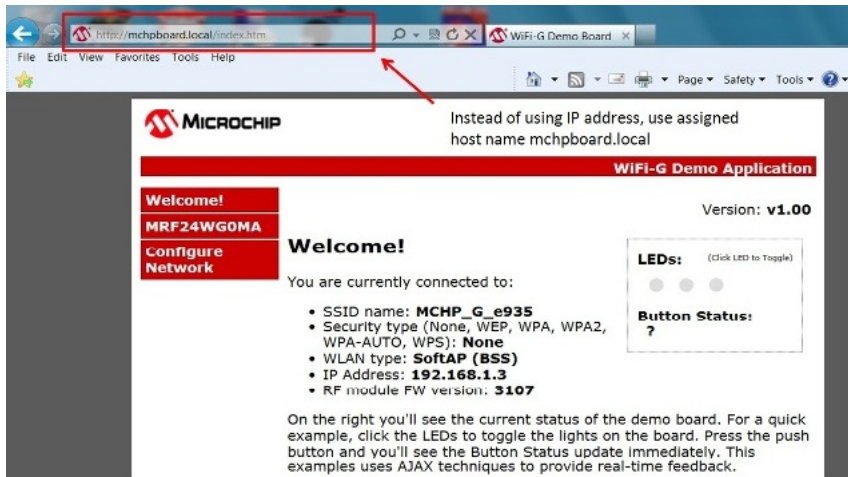 http://mchpboard.local/index.htm
WiFi-G Demo Board
File Edit View Favorites Tools Help
Page Safety Tools
MICROCHIP
Instead of using IP address, use assigned
host name mchpboard.local
WiFi-G Demo Application
Welcome!
MRF24WG0MA
Configure
Network
Version: v1.00
Welcome!
You are currently connected to:
• SSID name: MCHP_G_e935
• Security type (None, WEP, WPA, WPA2,
WPA-AUTO, WPS): None
• WLAN type: SoftAP (BSS)
• IP Address: 192.168.1.3
• RF module FW version: 3107
LEDs: (Click LED to Toggle)
Button Status:
?
On the right you'll see the current status of the demo board. For a quick
example, click the LEDs to toggle the lights on the board. Press the push
button and you'll see the Button Status update immediately. This
examples uses AJAX techniques to provide real-time feedback.